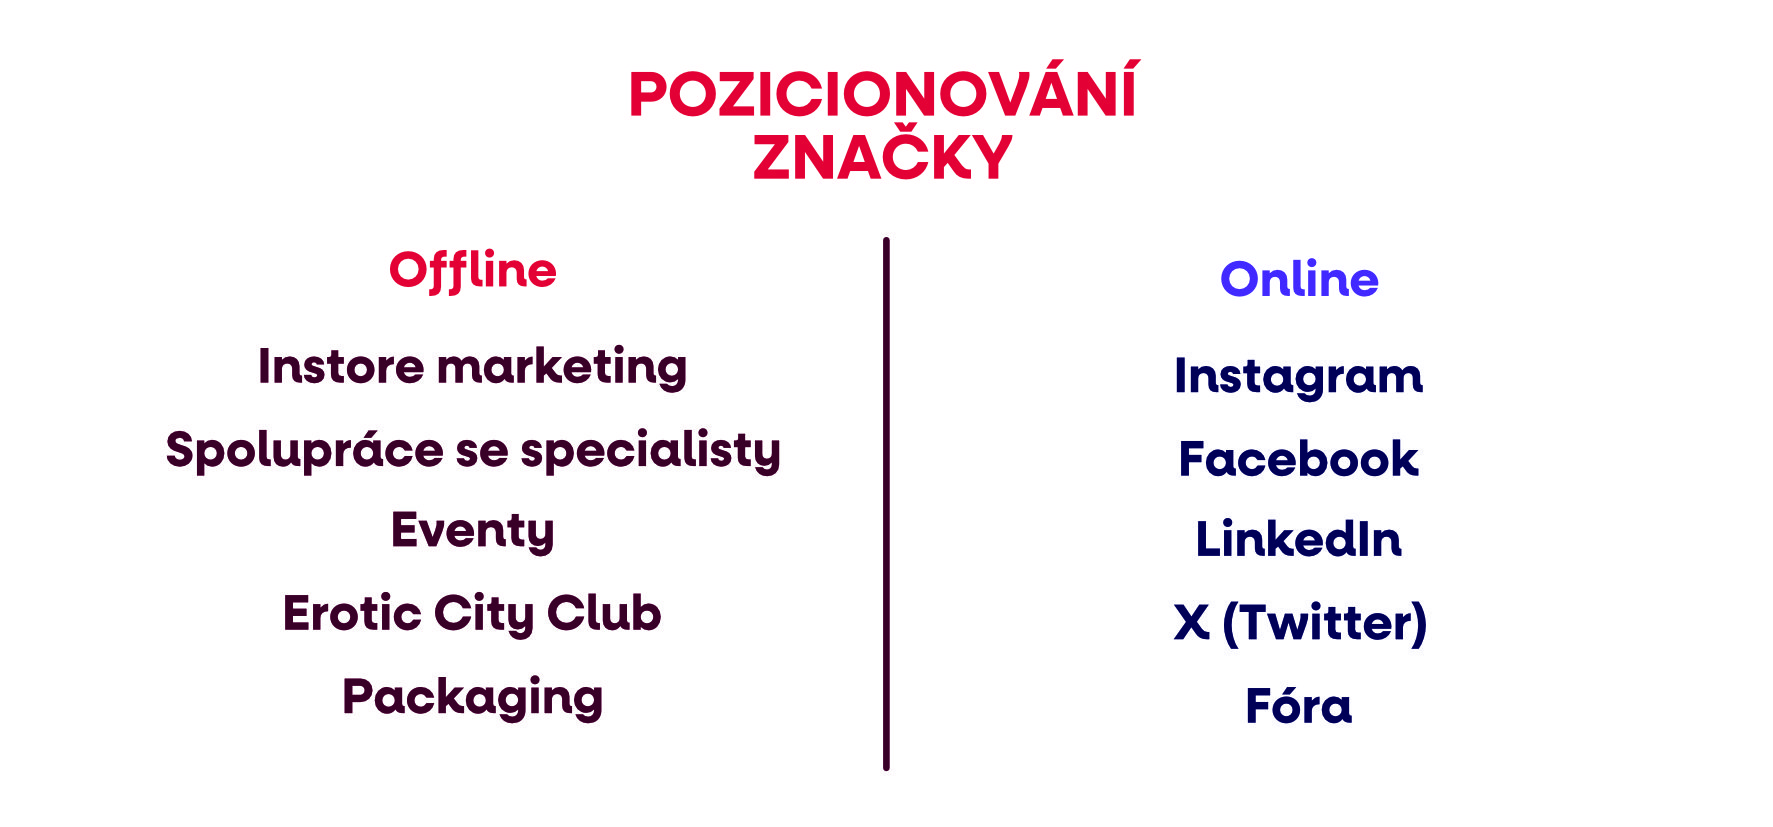 POZICIONOVÁNÍ
ZNAČKY
Offline
Instore marketing
Spolupráce se specialisty
Eventy
Erotic City Club
Packaging
Online
Instagram
Facebook
LinkedIn
X (Twitter)
Fóra